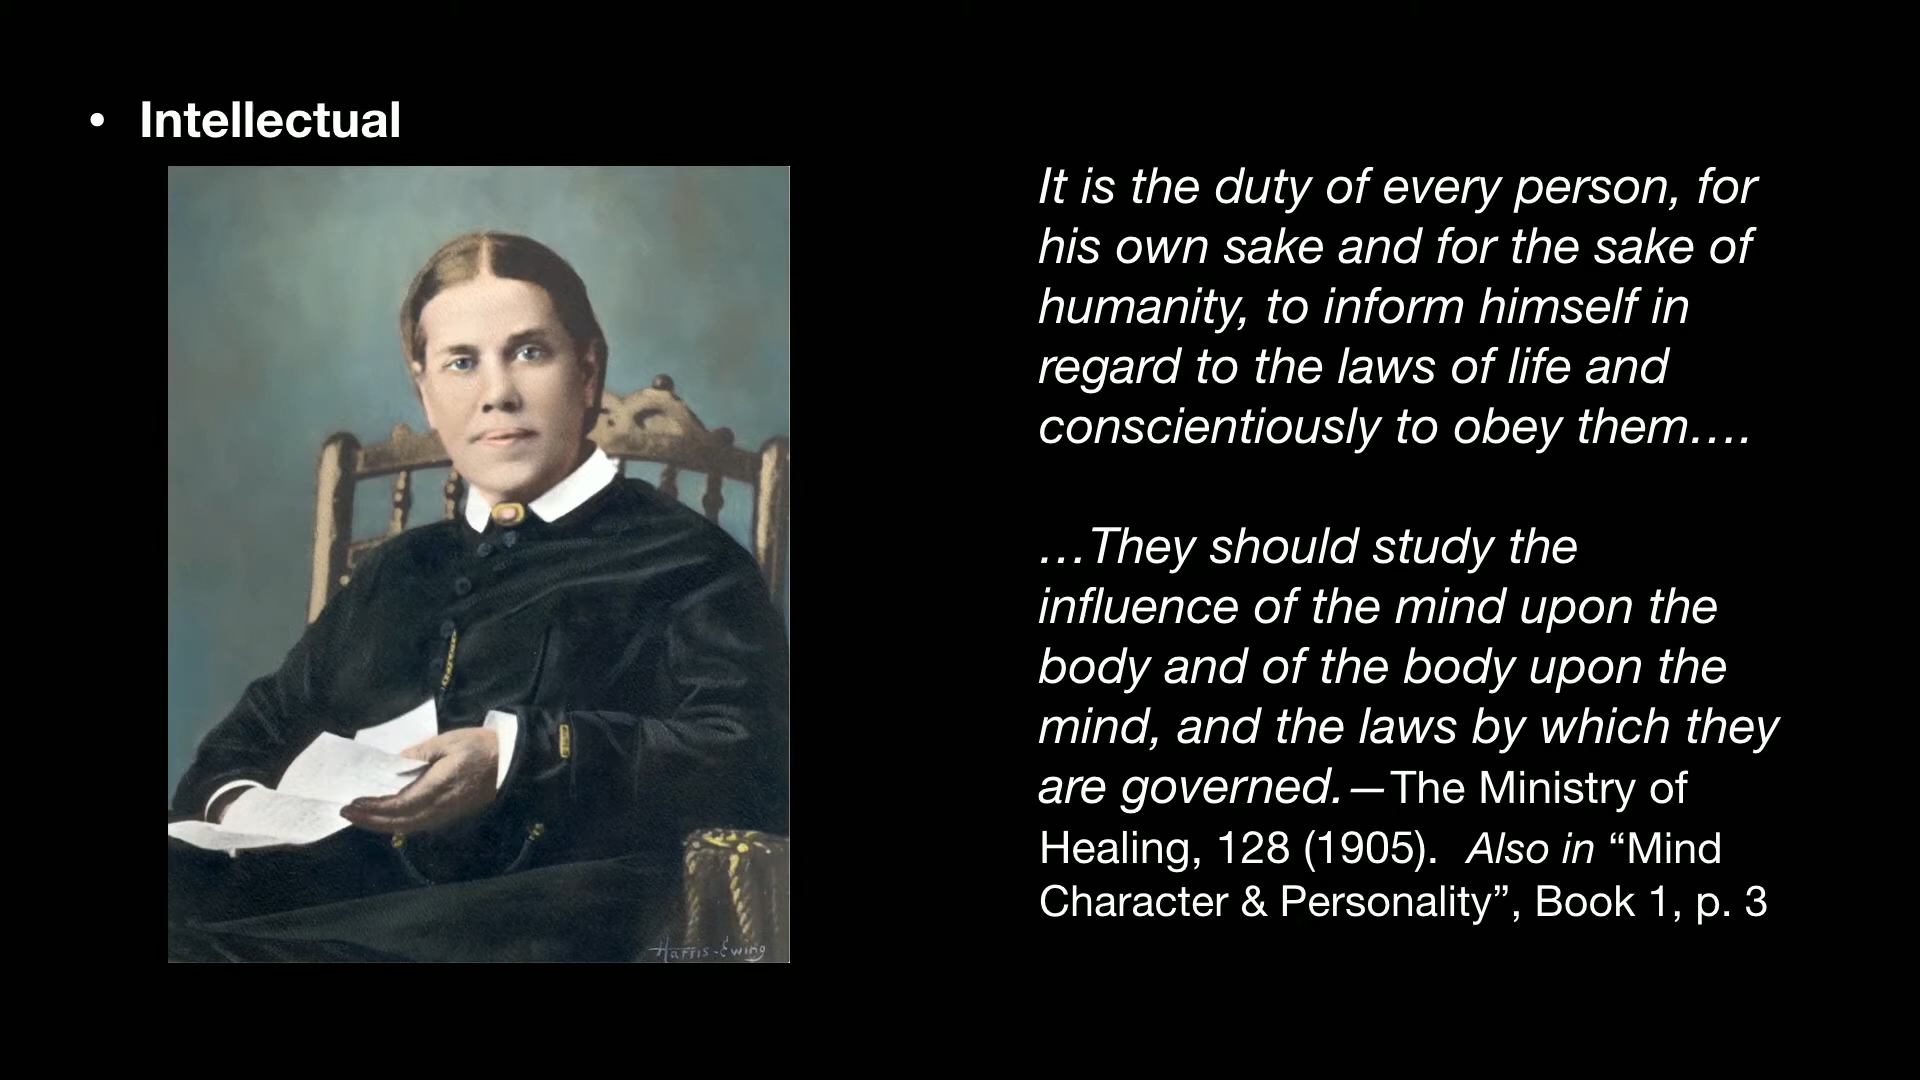 • Intellectual
It is the duty of every person, for
his own sake and for the sake of
humanity, to inform himself in
regard to the laws of life and
conscientiously to obey them….
…They should study the
influence of the mind upon the
body and of the body upon the
mind, and the laws by which they
are governed.—The Ministry of
Healing, 128 (1905).  Also in “Mind
Character & Personality”, Book 1, p. 3
Harris-Ewing